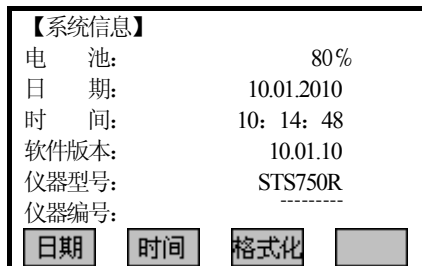 【系统信息】
电 池: 80%
日 期: 10.01.2010
时 间: 10: 14: 48
软件版本: 10.01.10
仪器型号: STS750R
仪器编号: ---------
日期 时间 格式化